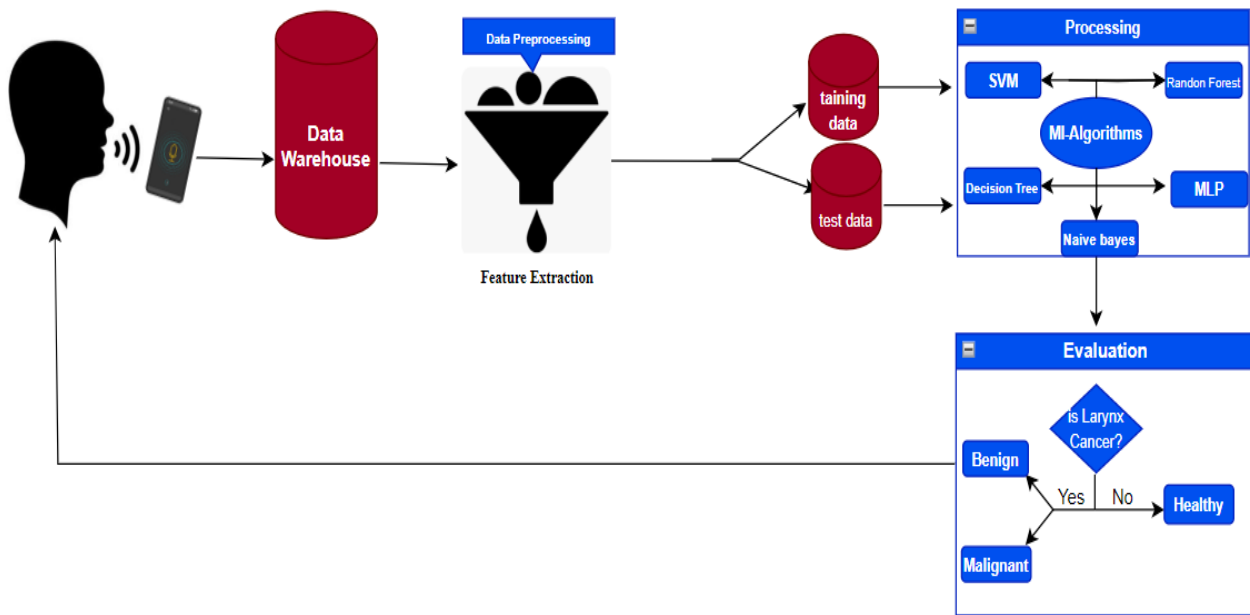 Data Preprocessing
Data
Warehouse
Feature Extraction
taining
data
test data
Processing
SVM
Randon Forest
MI-Algorithms
Decision Tree
MLP
Naive bayes
Evaluation
is Larynx
Cancer?
Benign
Yes
No
Healthy
Malignant